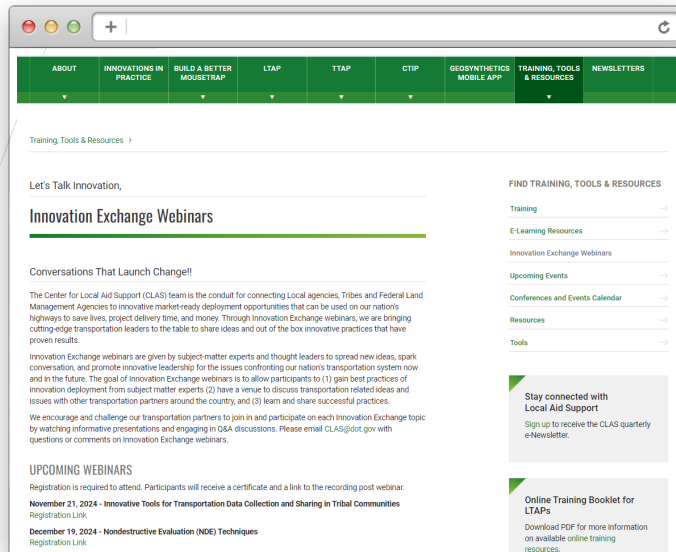 ABOUT
INNOVATIONS IN
PRACTICE
BUILD A BETTER
MOUSETRAP
LTAP
TTAP
CTIP
GEOSYNTHETICS
MOBILE APP
TRAINING, TOOLS
& RESOURCES
NEWSLETTERS
Training, Tools & Resources
Let's Talk Innovation,
Innovation Exchange Webinars
Conversations That Launch Change!!
The Center for Local Aid Support (CLAS) team is the conduit for connecting Local agencies, Tribes and Federal Land
Management Agencies to innovative market-ready deployment opportunities that can be used on our nation's
highways to save lives, project delivery time, and money. Through Innovation Exchange webinars, we are bringing
cutting-edge transportation leaders to the table to share ideas and out of the box innovative practices that have
proven results.
Innovation Exchange webinars are given by subject-matter experts and thought leaders to spread new ideas, spark
conversation, and promote innovative leadership for the issues confronting our nation's transportation system now
and in the future. The goal of Innovation Exchange webinars is to allow participants to (1) gain best practices of
innovation deployment from subject matter experts (2) have a venue to discuss transportation related ideas and
issues with other transportation partners around the country, and (3) learn and share successful practices.
We encourage and challenge our transportation partners to join in and participate on each Innovation Exchange topic
by watching informative presentations and engaging in Q&A discussions. Please email CLAS@dot.gov with
questions or comments on Innovation Exchange webinars.
UPCOMING WEBINARS
Registration is required to attend. Participants will receive a certificate and a link to the recording post webinar.
November 21, 2024 - Innovative Tools for Transportation Data Collection and Sharing in Tribal Communities
Registration Link
December 19, 2024 - Nondestructive Evaluation (NDE) Techniques
Registration Link
FIND TRAINING, TOOLS & RESOURCES
Training
E-Learning Resources
Innovation Exchange Webinars
Upcoming Events
Conferences and Events Calendar
Resources
Tools
Stay connected with
Local Aid Support
Sign up to receive the CLAS quarterly
e-Newsletter.
Online Training Booklet for
LTAPs
Download PDF for more information
on available online training
resources.